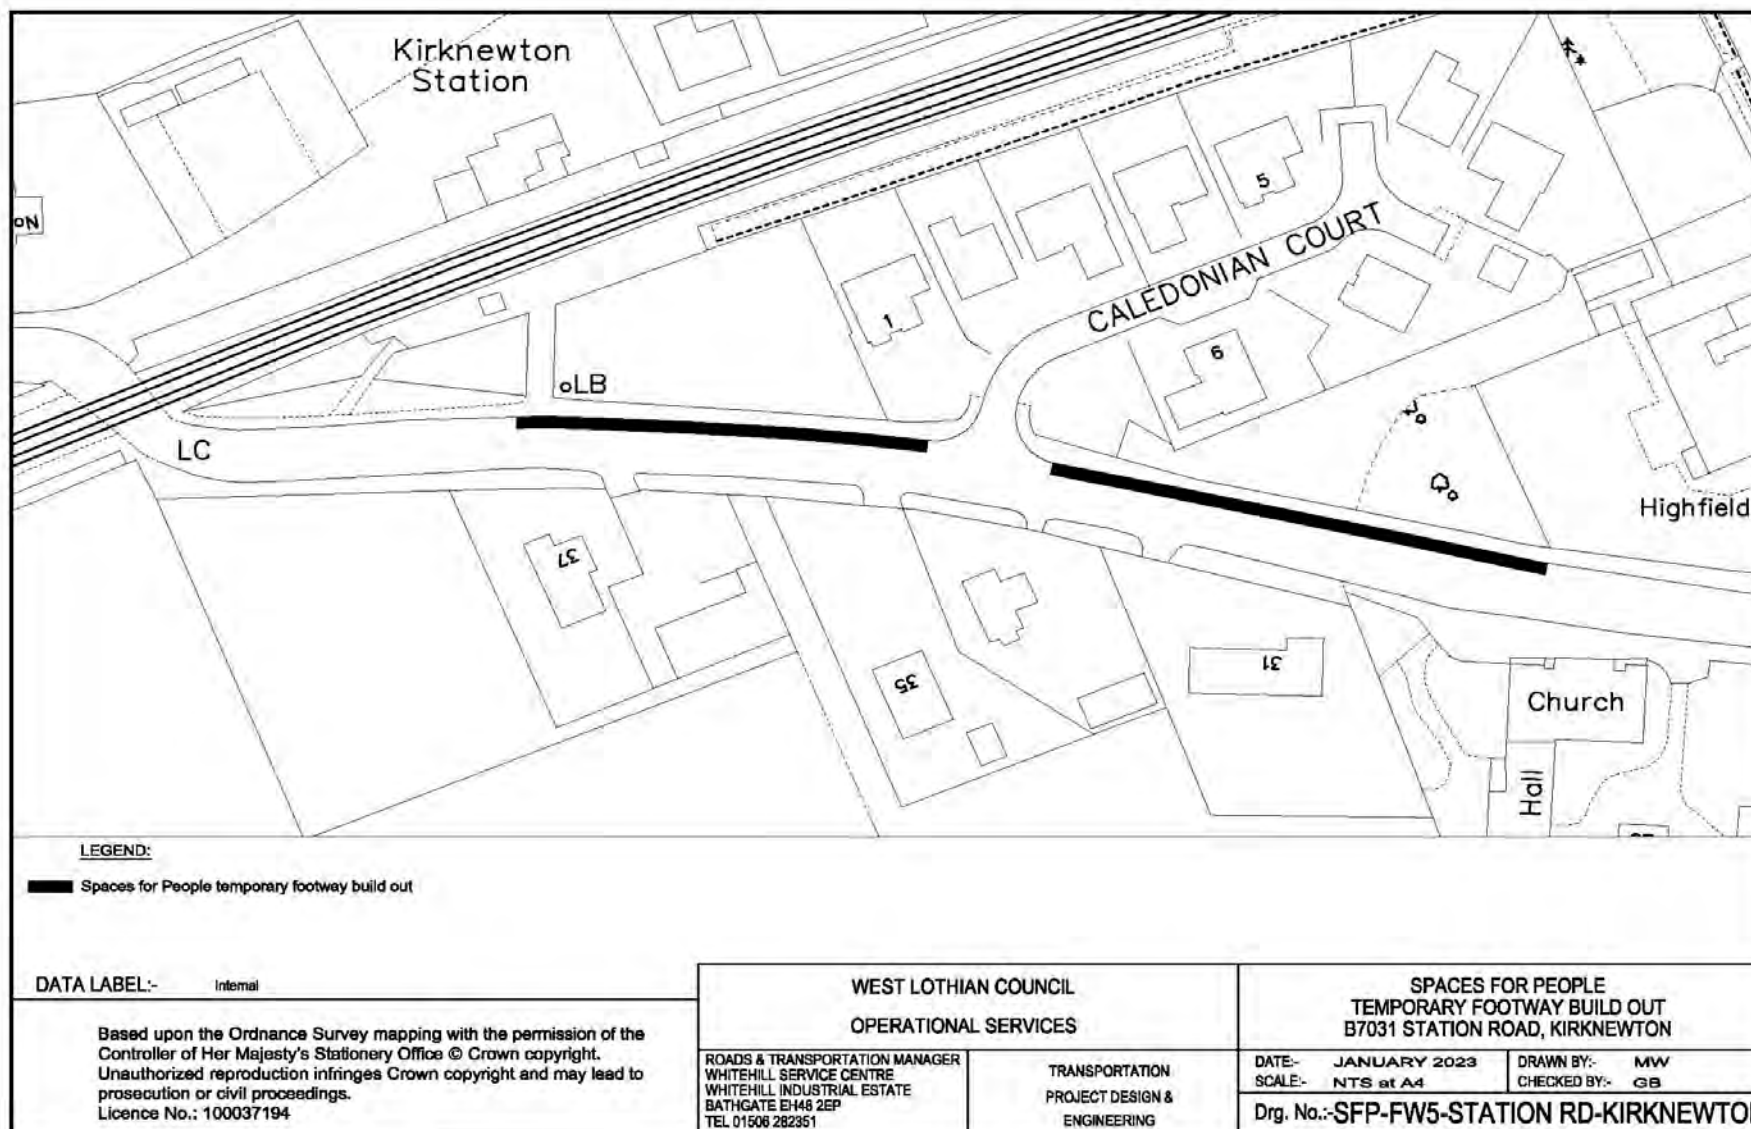 Kirknewton
Station
N
1
5
CALEDONIAN COURT
9
LB
LC
Highfield
37
35
31
Church
Hall
LEGEND:
Spaces for People temporary footway build out
DATA LABEL:- Internal
Based upon the Ordnance Survey mapping with the permission of the
Controller of Her Majesty's Stationery Office © Crown copyright.
Unauthorized reproduction infringes Crown copyright and may lead to
prosecution or civil proceedings.
Licence No.: 100037194
WEST LOTHIAN COUNCIL
OPERATIONAL SERVICES
ROADS & TRANSPORTATION MANAGER
WHITEHILL SERVICE CENTRE
WHITEHILL INDUSTRIAL ESTATE
BATHGATE EH48 2EP
TEL 01506 282351
TRANSPORTATION
PROJECT DESIGN &
ENGINEERING
SPACES FOR PEOPLE
TEMPORARY FOOTWAY BUILD OUT
B7031 STATION ROAD, KIRKNEWTON
DATE:- JANUARY 2023
DRAWN BY:- MW
SCALE:- NTS at A4
CHECKED BY:- GB
Drg. No.:-SFP-FW5-STATION RD-KIRKNEWTO